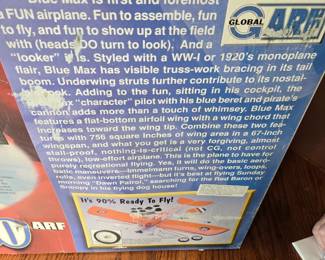 Blue Max is first and foremost
a FUN airplane. Fun to assemble, fun
to fly, and fun to show up at the field
with (heads DO turn to look). And a
"looker" it is. Styled with a WW-I or 1920's monoplane
flair, Blue Max has visible truss-work bracing in its tail
boom. Underwing struts further contribute to its nostal-
look. Adding to the fun, sitting in his cockpit, the
Max "character" pilot with his blue beret and pirate's
cannon adds more than a touch of whimsey. Blue Max
features a flat-bottomed airfoil wing with a wing chord that
increases toward the wing tip. Combine these two fea-
tures with 756 square inches of wing area in a 67-inch
wingspan, and what you get is a very forgiving, almost
stall-proof, nothing-is-critical (not CG, not control
throws), low-effort airplane. This is the plane to have for
purely recreational flying. Yes, it will do the basic aero-
batic maneuvers—Immelmann turns, wing-overs, loops,
rolls, even inverted flight—but it is best at flying Sunday
morning "Dawn Patrol," searching for the Red Baron or
Snoopy in his flying dog house!
GLOBAL
ARF
It's 90% Ready To Fly!
ARF